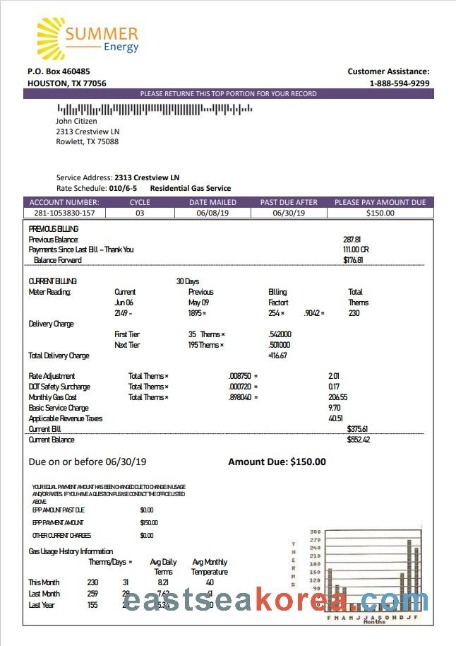 SUMMER
Energy
P.O. Box 460485
HOUSTON, TX 77056
Customer Assistance:
1-888-594-9299
PLEASE RETURNE THIS TOP PORTION FOR YOUR RECORD
John Citizen
2313 Crestview LN
Rowlett, TX 75088
Service Address: 2313 Crestview LN
Rate Schedule: 010/6-5 Residential Gas Service
ACCOUNT NUMBER: CYCLE DATE MAILED PAST DUE AFTER PLEASE PAY AMOUNT DUE
281-1053830-157 03 06/08/19 06/30/19 $150.00
PREVIOUS BILLING
Previous Balance: 287.81
Payments Since Last Bill – Thank You 111.00 CR
Balance Forward $176.81
CURRENT BILLING: 30 Days
Meter Reading: Current Previous Billing Total
Jun 06 May 09 Factort Therms
2149 – 1895 = 254 × .9042 = 230
Delivery Charge
First Tier 35 Therms × .542000
Next Tier 195 Therms × .501000
Total Delivery Charge +116.67
Rate Adjustment Total Therms × .008750 = 2.01
DOT Safety Surcharge Total Therms × .000720 = 0.17
Monthly Gas Cost Total Therms × .898040 = 206.55
Basic Service Charge 9.70
Applicable Revenue Taxes 40.51
Current Bill $375.61
Current Balance $552.42
Due on or before 06/30/19 Amount Due: $150.00
YOUR EQUAL PAYMENT AMOUNT HAS BEEN CHANGED DUE TO CHANGE IN USAGE
AND/OR RATES. IF YOU HAVE A QUESTION PLEASE CONTACT THE OFFICE LISTED
ABOVE.
EPP AMOUNT PAST DUE $0.00
EPP PAYMENT AMOUNT $150.00
OTHER CURRENT CHARGES $0.00
Gas Usage History Information
Therms/Days = Avg Daily Avg Monthly
Terms Temperature
This Month 230 31 8.21 40
Last Month 259 7.62
Last Year 155
THERMS
300
270
240
210
180
150
120
90
F M A M J J A S O N D J F
Months
eastseakorea.com